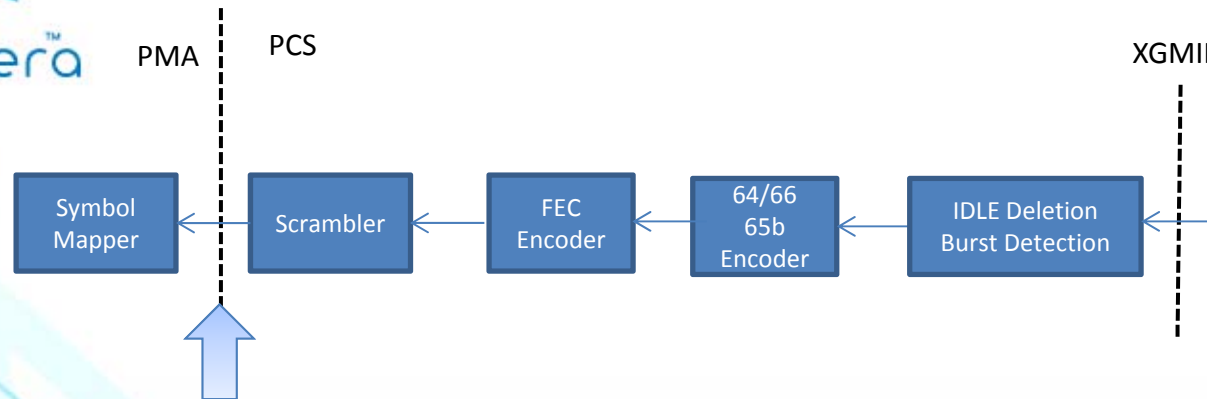 PMA
PCS
XGMII
Symbol
Mapper
Scrambler
FEC
Encoder
64/66
65b
Encoder
IDLE Deletion
Burst Detection